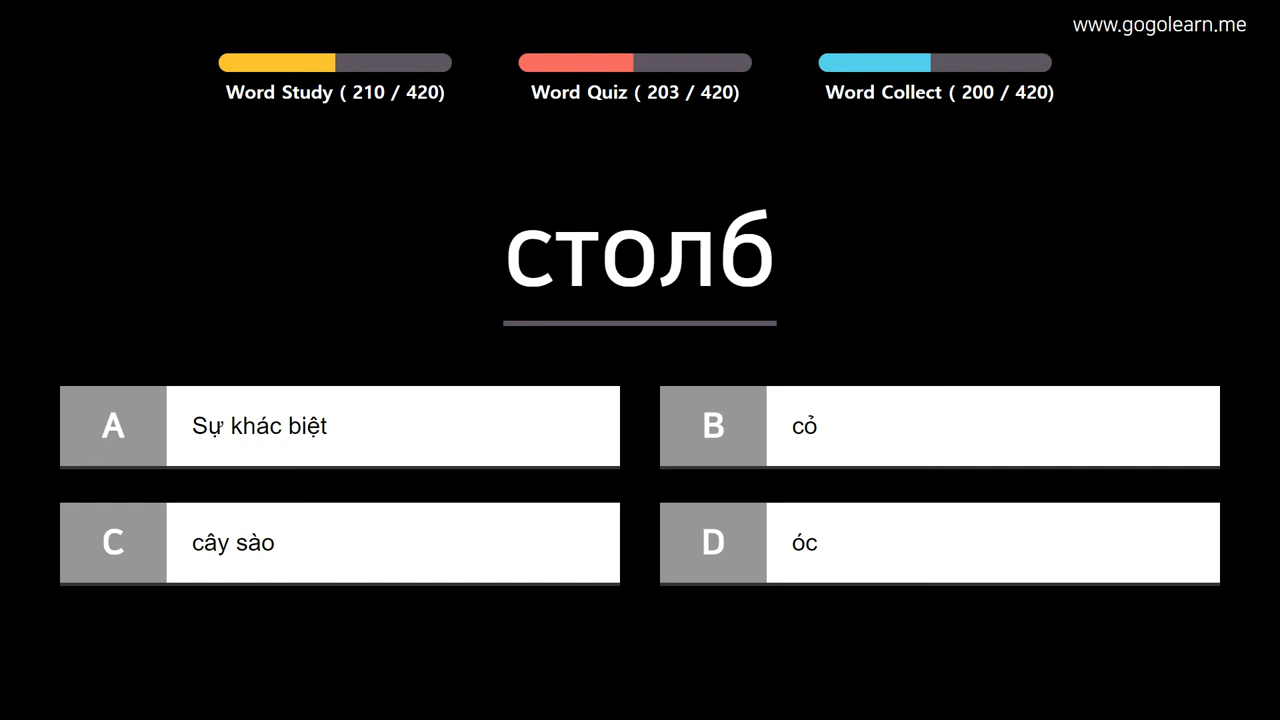 www.gogolearn.me
Word Study ( 210 / 420)
Word Quiz ( 203 / 420)
Word Collect ( 200 / 420)
столб
A Sự khác biệt
B cỏ
C cây sào
D óc